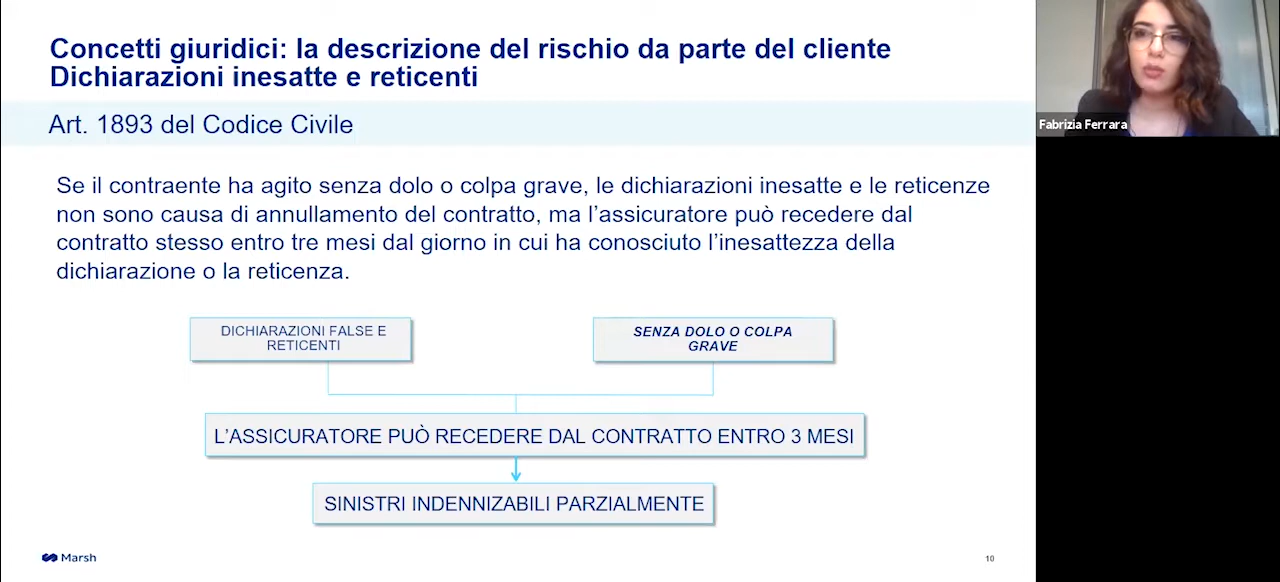 Concetti giuridici: la descrizione del rischio da parte del cliente
Dichiarazioni inesatte e reticenti
Art. 1893 del Codice Civile
Se il contraente ha agito senza dolo o colpa grave, le dichiarazioni inesatte e le reticenze
non sono causa di annullamento del contratto, ma l’assicuratore può recedere dal
contratto stesso entro tre mesi dal giorno in cui ha conosciuto l’inesattezza della
dichiarazione o la reticenza.
DICHIARAZIONI FALSE E
RETICENTI
SENZA DOLO O COLPA
GRAVE
L’ASSICURATORE PUÒ RECEDERE DAL CONTRATTO ENTRO 3 MESI
SINISTRI INDENNIZABILI PARZIALMENTE
Marsh
10
Fabrizia Ferrara